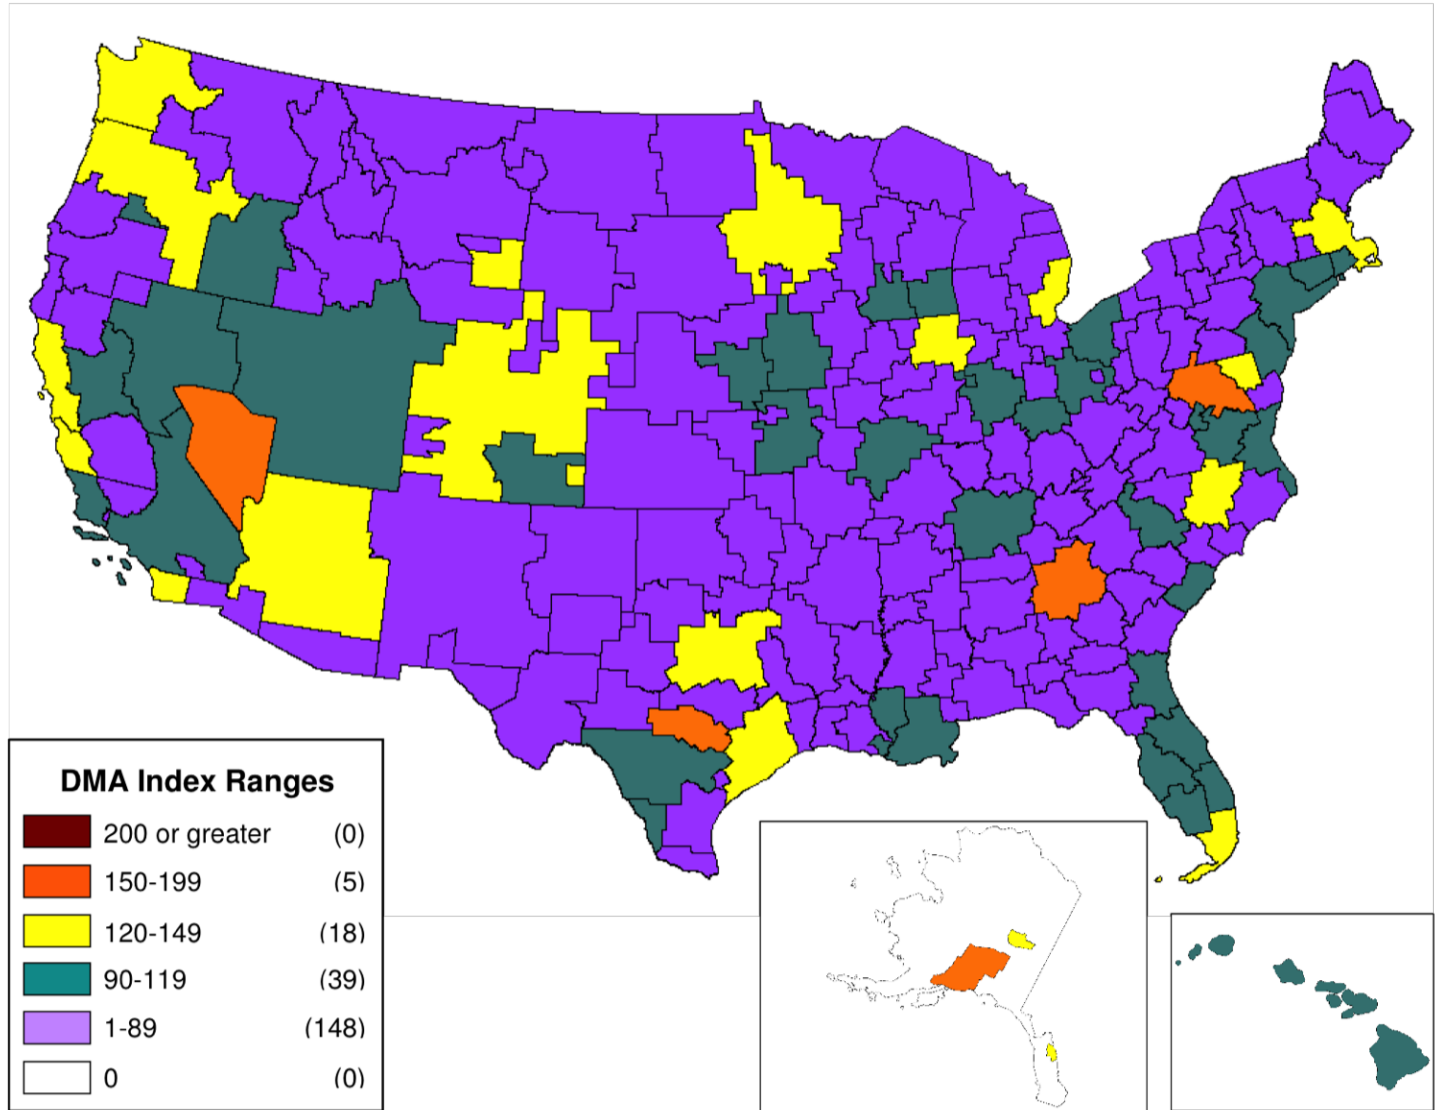 DMA Index Ranges
200 or greater (0)
150-199 (5)
120-149 (18)
90-119 (39)
1-89 (148)
0 (0)